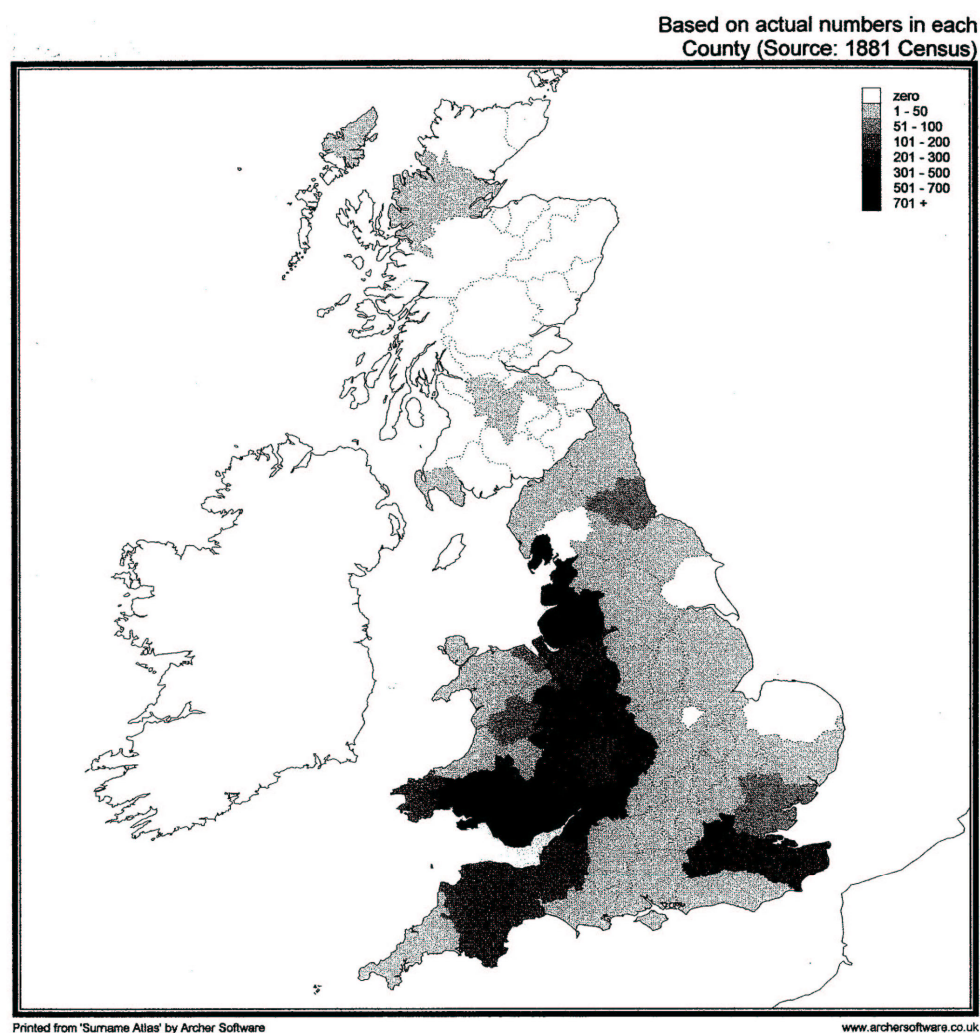 Based on actual numbers in each
County (Source: 1881 Census)
zero
1 - 50
51 - 100
101 - 200
201 - 300
301 - 500
501 - 700
701 +
Printed from 'Surname Atlas' by Archer Software
www.archersoftware.co.uk